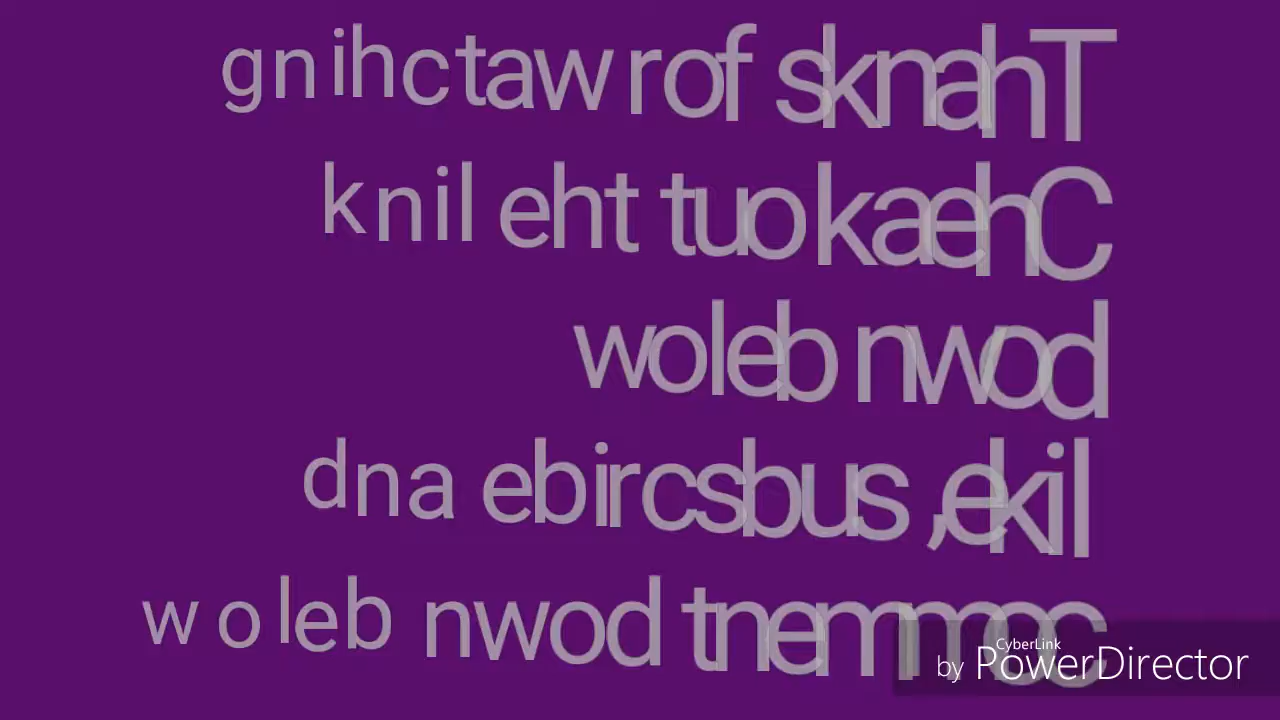 gnihctaw rof sknahT
knil eht tuo kaehC
woleb nwod
dna ebircsbus ,ekil
woleb nwod tnemmoC
CyberLink
by PowerDirector